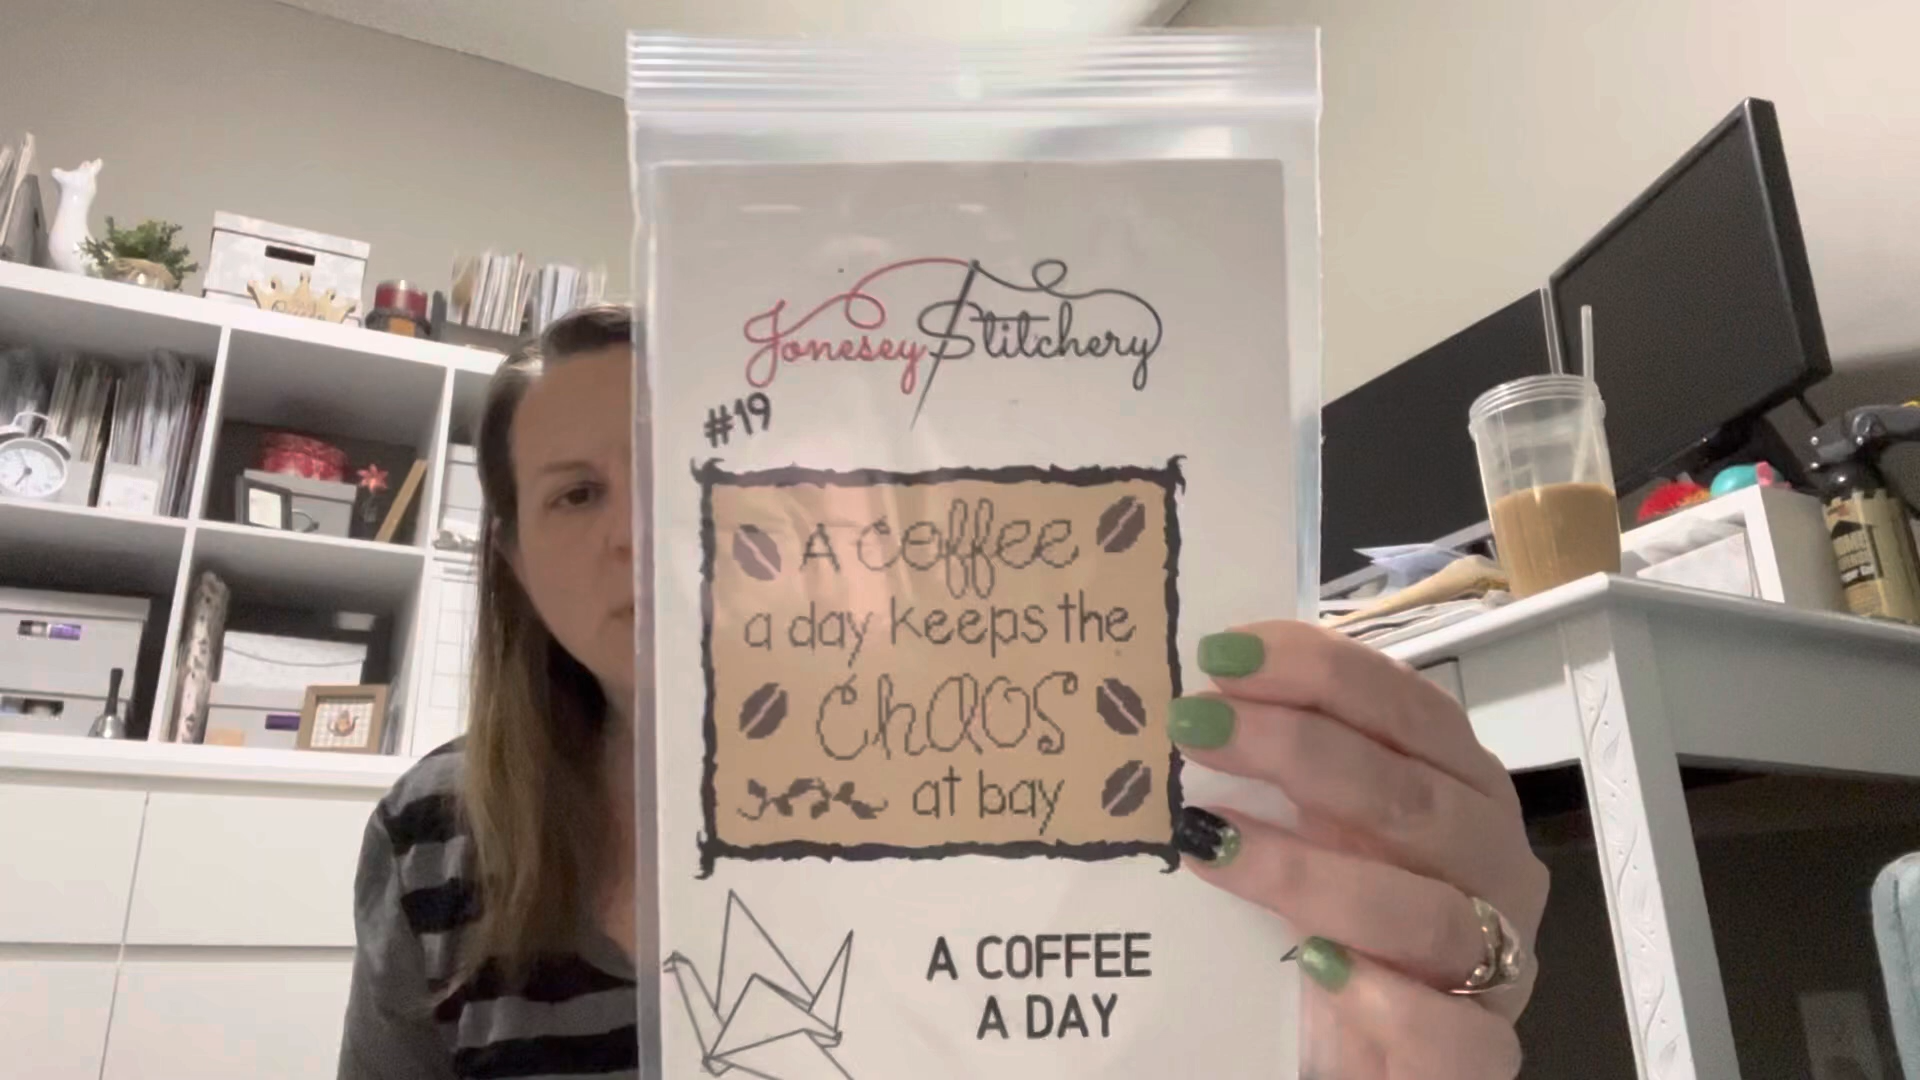 Jonesey Stitchery
#19
A coffee
a day keeps the
chaos
at bay
A COFFEE
A DAY